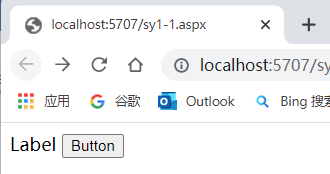 localhost:5707/sy1-1.aspx
localhost:5707/sy
应用 谷歌 Outlook Bing 搜索
Label Button